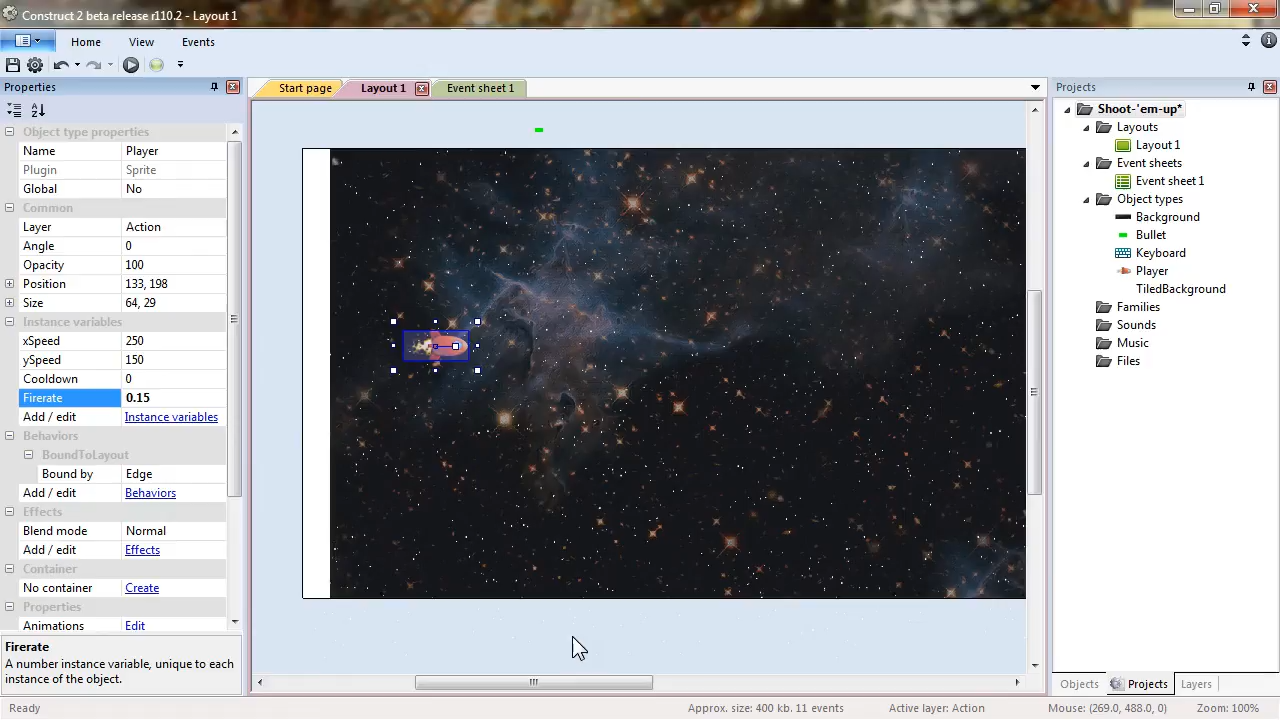 Construct 2 beta release r110.2 - Layout 1
Home View Events
Properties
Start page Layout 1 Event sheet 1
Projects
Object type properties
Name Player
Plugin Sprite
Global No
Common
Layer Action
Angle 0
Opacity 100
Position 133, 198
Size 64, 29
Instance variables
xSpeed 250
ySpeed 150
Cooldown 0
Firerate 0.15
Add / edit Instance variables
Behaviors
BoundToLayout
Bound by Edge
Add / edit Behaviors
Effects
Blend mode Normal
Add / edit Effects
Container
No container Create
Properties
Animations Edit
Firerate
A number instance variable, unique to each
instance of the object.
Shoot-'em-up*
Layouts
Layout 1
Event sheets
Event sheet 1
Object types
Background
Bullet
Keyboard
Player
TiledBackground
Families
Sounds
Music
Files
Objects Projects Layers
Ready Approx. size: 400 kb. 11 events Active layer: Action Mouse: (269.0, 488.0, 0) Zoom: 100%